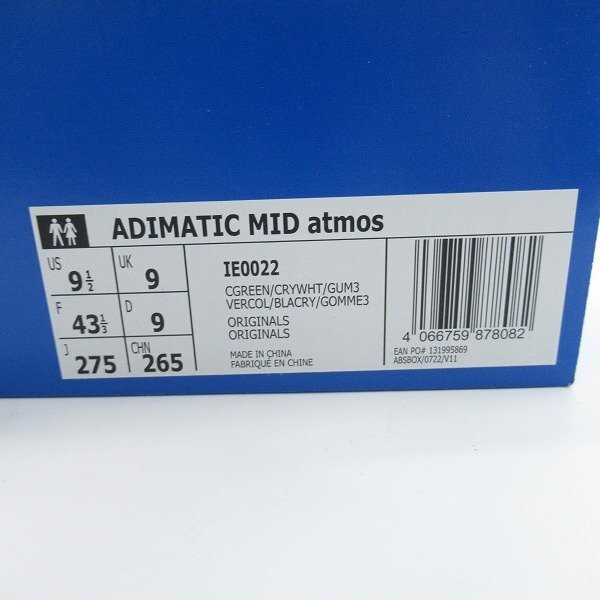 ADIMATIC MID atmos
US 9 1/2 UK 9
F 43 1/3 D 9
J 275 CHN 265
IE0022
CGREEN/CRYWHT/GUM3
VERCOL/BLACRY/GOMME3
ORIGINALS
ORIGINALS
MADE IN CHINA
FABRIQUÉ EN CHINE
4 066759 878082
EAN PO# 131995869
ABSBOX/0722/V11